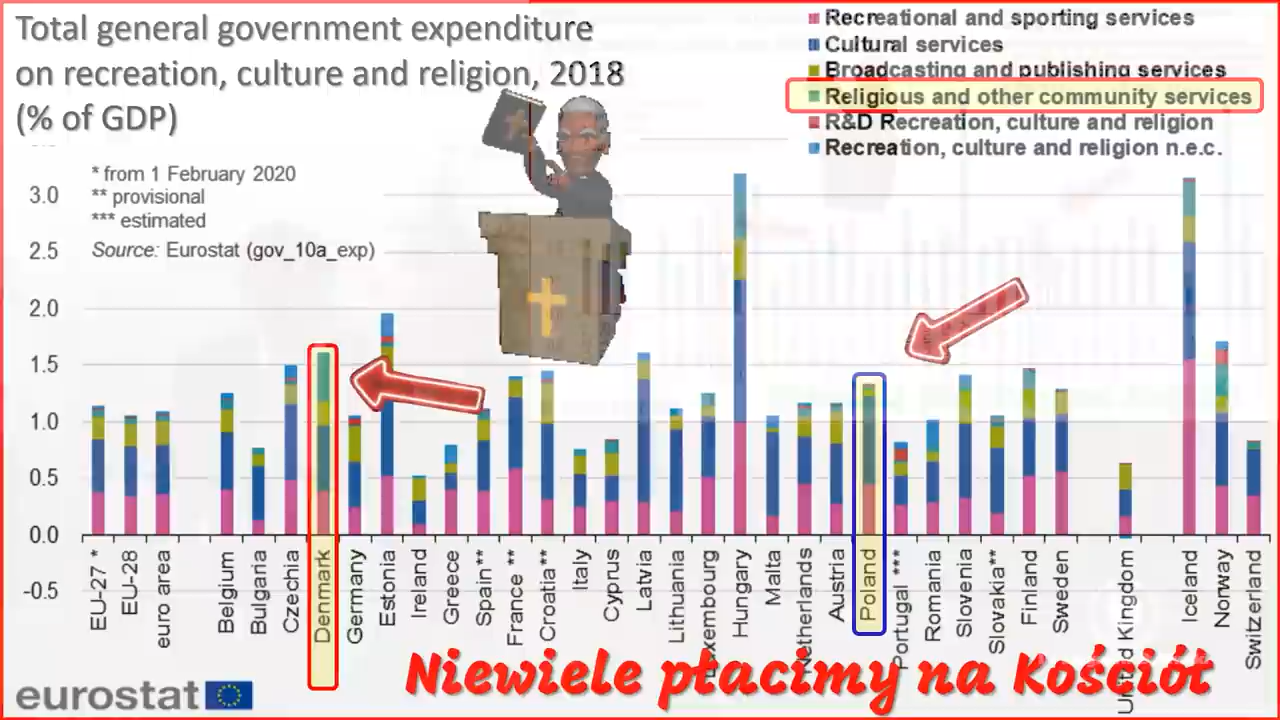 Total general government expenditure
on recreation, culture and religion, 2018
(% of GDP)
Recreational and sporting services
Cultural services
Broadcasting and publishing services
Religious and other community services
R&D Recreation, culture and religion
Recreation, culture and religion n.e.c.
* from 1 February 2020
** provisional
*** estimated
Source: Eurostat (gov_10a_exp)
3.0
2.5
2.0
1.5
1.0
0.5
0.0
-0.5
EU-27 *
EU-28
euro area
Belgium
Bulgaria
Czechia
Denmark
Germany
Estonia
Ireland
Greece
Spain**
France **
Croatia**
Italy
Cyprus
Latvia
Lithuania
Luxembourg
Hungary
Malta
Netherlands
Austria
Poland
Portugal ***
Romania
Slovenia
Slovakia**
Finland
Sweden
United Kingdom
Iceland
Norway
Switzerland
Niewiele płacimy na Kościół
eurostat